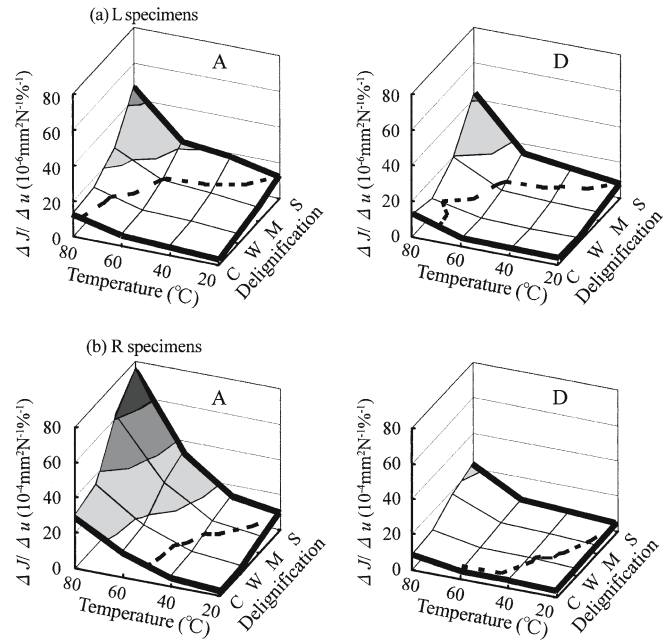 (a) L specimens
A
D
Δ J/ Δ u (10⁻⁶mm²N⁻¹%⁻¹)
80
60
40
20
0
80
60
40
20
Temperature (℃)
C W M S
Delignification
Δ J/ Δ u (10⁻⁶mm²N⁻¹%⁻¹)
80
60
40
20
0
80
60
40
20
Temperature (℃)
C W M S
Delignification
(b) R specimens
A
D
Δ J/ Δ u (10⁻⁴mm²N⁻¹%⁻¹)
80
60
40
20
0
80
60
40
20
Temperature (℃)
C W M S
Delignification
Δ J/ Δ u (10⁻⁴mm²N⁻¹%⁻¹)
80
60
40
20
0
80
60
40
20
Temperature (℃)
C W M S
Delignification